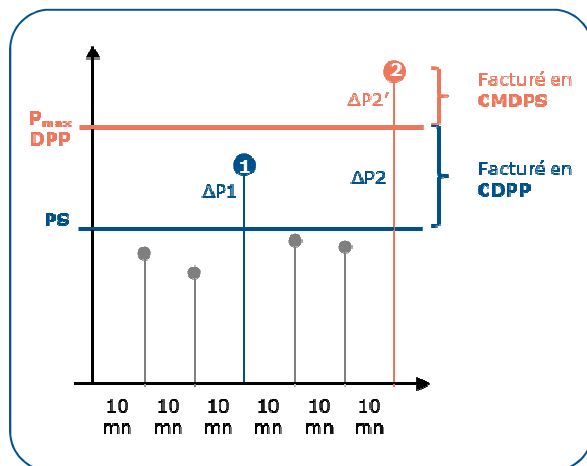 2
ΔP2’
Facturé en
CMDPS
Pmax
DPP
1
ΔP1
ΔP2
Facturé en
CDPP
PS
10 10 10 10 10 10
mn mn mn mn mn mn